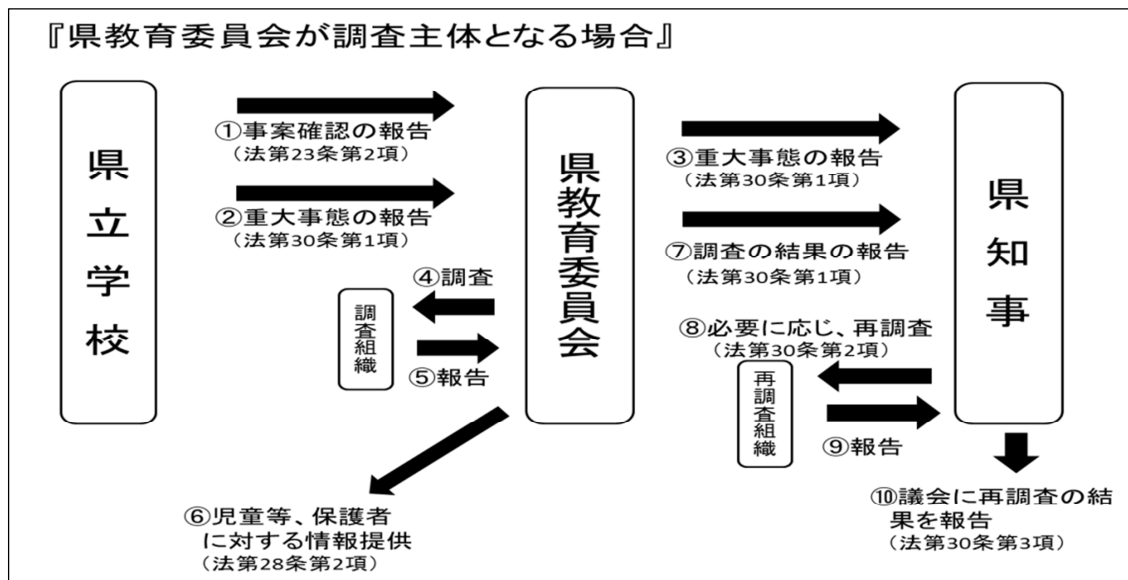 『県教育委員会が調査主体となる場合』
県立学校
①事案確認の報告
(法第23条第2項)
②重大事態の報告
(法第30条第1項)
県教育委員会
④調査
調査組織
⑤報告
⑥児童等、保護者
に対する情報提供
(法第28条第2項)
③重大事態の報告
(法第30条第1項)
⑦調査の結果の報告
(法第30条第1項)
⑧必要に応じ、再調査
(法第30条第2項)
再調査組織
⑨報告
県知事
⑩議会に再調査の結
果を報告
(法第30条第3項)